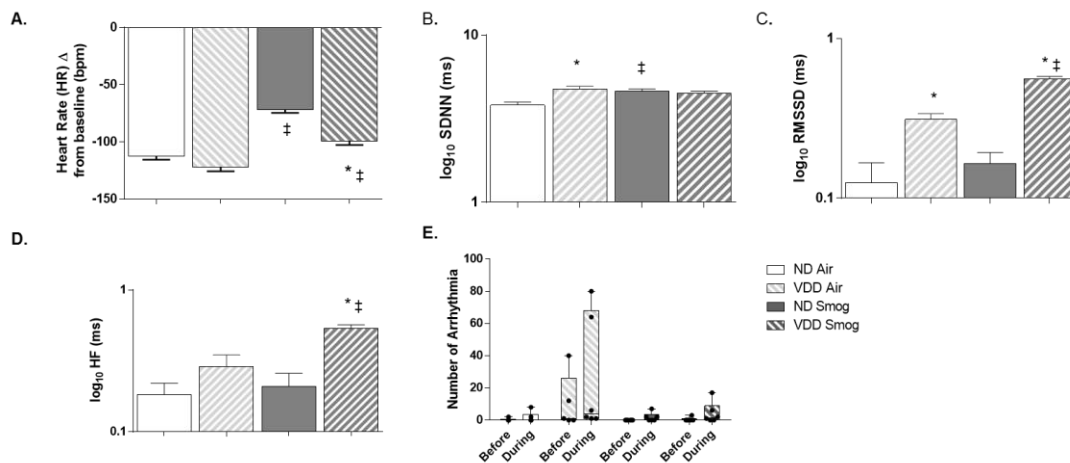 A.
Heart Rate (HR) Δ
from baseline (bpm)
0
-50
-100
-150
‡
* ‡
B.
log10 SDNN (ms)
10
1
*
‡
C.
log10 RMSSD (ms)
1
0.1
*
* ‡
D.
log10 HF (ms)
1
0.1
* ‡
E.
Number of Arrhythmia
100
80
60
40
20
0
Before
During
Before
During
Before
During
Before
During
ND Air
VDD Air
ND Smog
VDD Smog